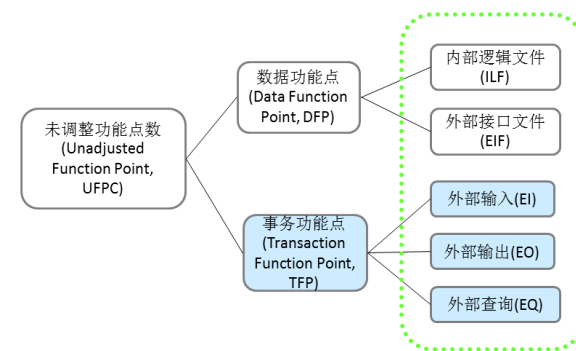 未调整功能点数
(Unadjusted
Function Point,
UFPC)
数据功能点
(Data Function
Point, DFP)
事务功能点
(Transaction
Function Point,
TFP)
内部逻辑文件
(ILF)
外部接口文件
(EIF)
外部输入(EI)
外部输出(EO)
外部查询(EQ)